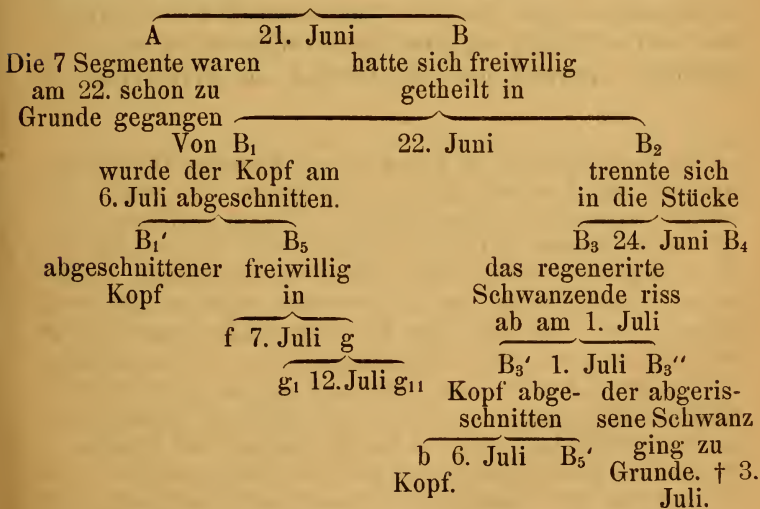 A 21. Juni B
Die 7 Segmente waren hatte sich freiwillig
am 22. schon zu getheilt in
Grunde gegangen
Von B₁ 22. Juni B₂
wurde der Kopf am trennte sich
6. Juli abgeschnitten. in die Stücke
B₁′ B₅ B₃ 24. Juni B₄
abgeschnittener freiwillig das regenerirte
Kopf in Schwanzende riss
f 7. Juli g ab am 1. Juli
B₃′ 1. Juli B₃′′
g₁ 12. Juli g₁₁ Kopf abge- der abgeris-
schnitten sene Schwanz
b 6. Juli B₅′ ging zu
Kopf. Grunde. † 3.
Juli.